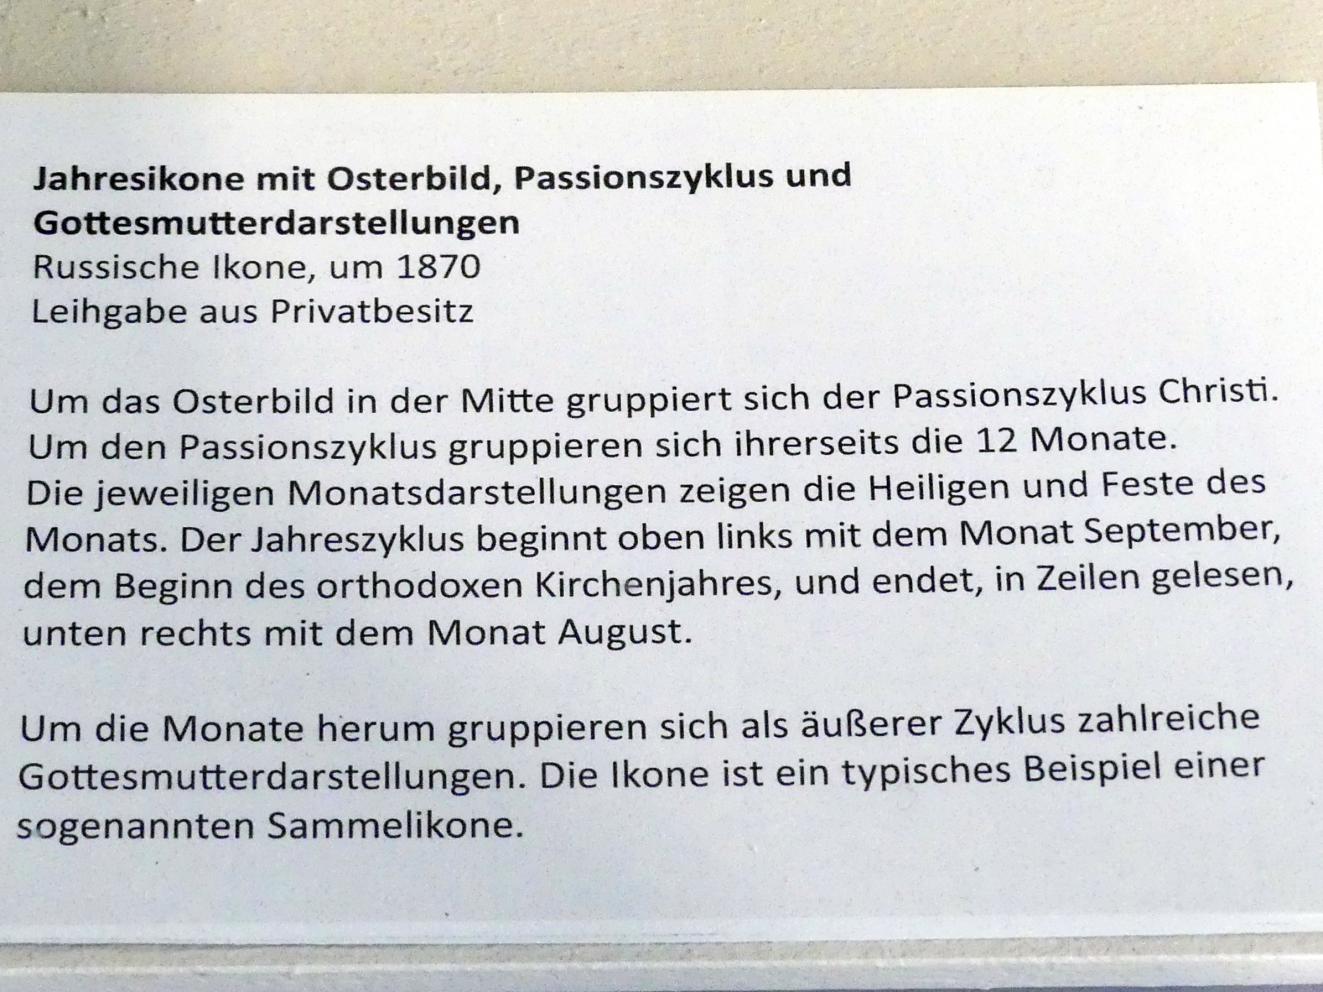 Jahresikone mit Osterbild, Passionszyklus und
Gottesmutterdarstellungen
Russische Ikone, um 1870
Leihgabe aus Privatbesitz
Um das Osterbild in der Mitte gruppiert sich der Passionszyklus Christi.
Um den Passionszyklus gruppieren sich ihrerseits die 12 Monate.
Die jeweiligen Monatsdarstellungen zeigen die Heiligen und Feste des
Monats. Der Jahreszyklus beginnt oben links mit dem Monat September,
dem Beginn des orthodoxen Kirchenjahres, und endet, in Zeilen gelesen,
unten rechts mit dem Monat August.
Um die Monate herum gruppieren sich als äußerer Zyklus zahlreiche
Gottesmutterdarstellungen. Die Ikone ist ein typisches Beispiel einer
sogenannten Sammelikone.